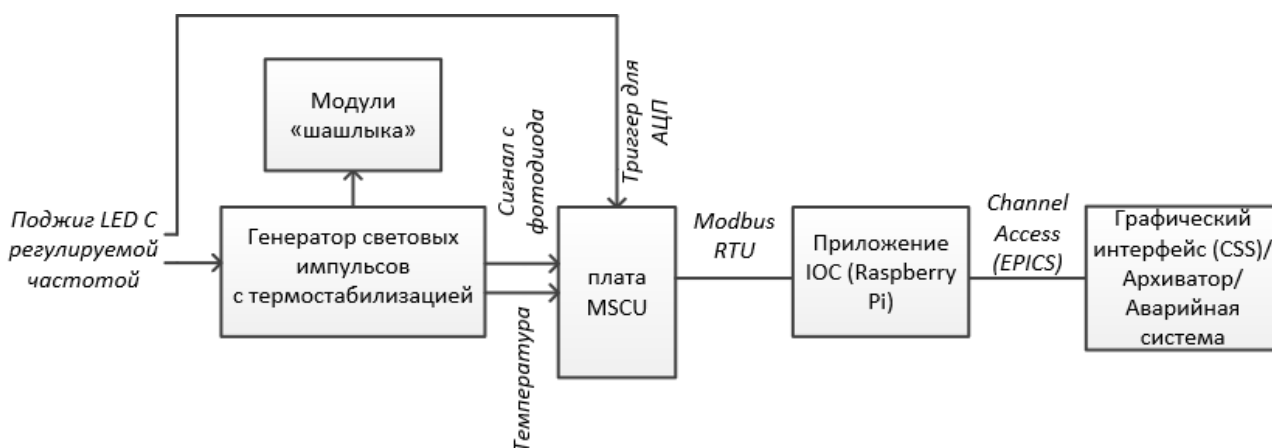 Модули
«шашлыка»
Сигнал с
фотодиода
Триггер для
АЦП
Поджиг LED С
регулируемой
частотой
Генератор световых
импульсов
с термостабилизацией
Температура
плата
MSCU
Modbus
RTU
Приложение
IOC (Raspberry
Pi)
Channel
Access
(EPICS)
Графический
интерфейс (CSS)/
Архиватор/
Аварийная
система